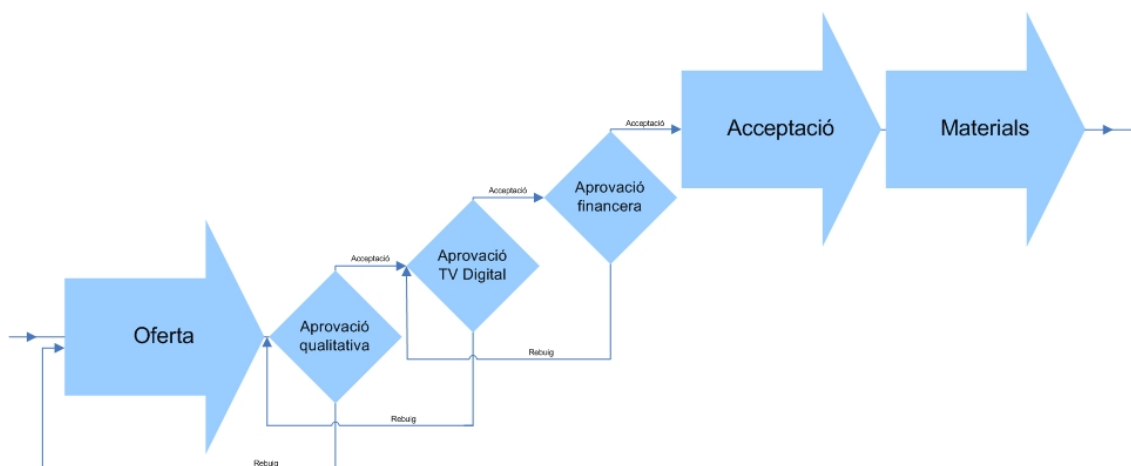 Acceptació
Acceptació
Materials
Aprovació
financera
Acceptació
Aprovació
TV Digital
Acceptació
Oferta
Aprovació
qualitativa
Rebuig
Rebuig
Rebuig